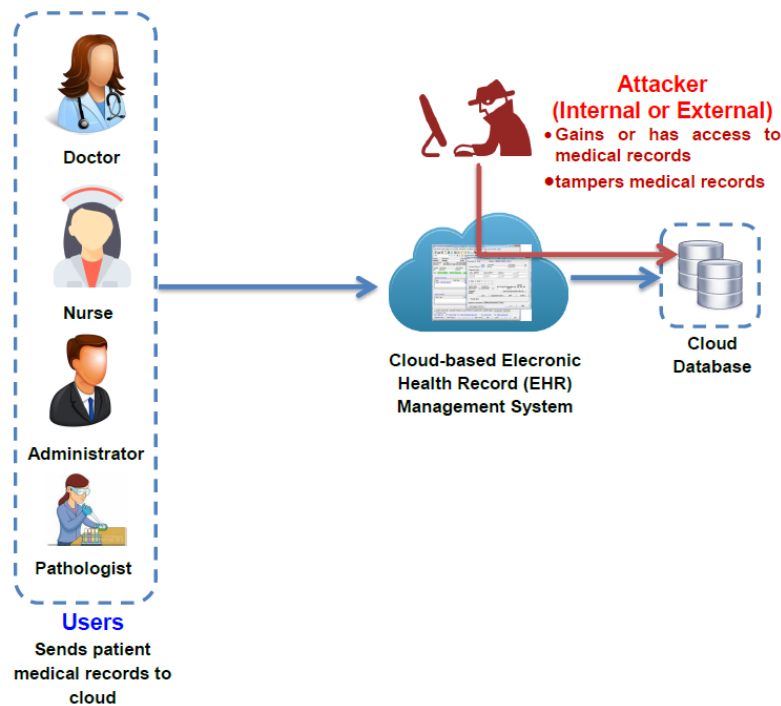 Doctor
Nurse
Administrator
Pathologist
Users
Sends patient
medical records to
cloud
Cloud-based Elecronic
Health Record (EHR)
Management System
Attacker
(Internal or External)
• Gains or has access to
medical records
• tampers medical records
Cloud
Database